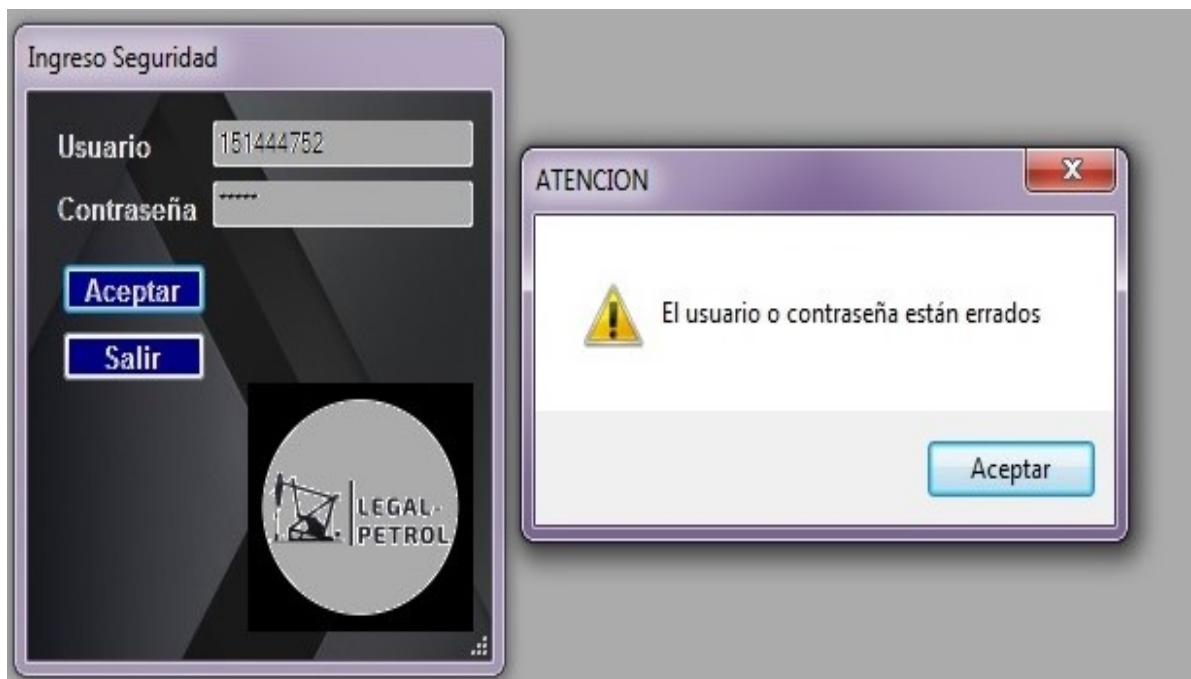 Ingreso Seguridad
Usuario
151444752
Contraseña
*****
Aceptar
Salir
LEGAL-
PETROL
ATENCION
X
El usuario o contraseña están errados
Aceptar